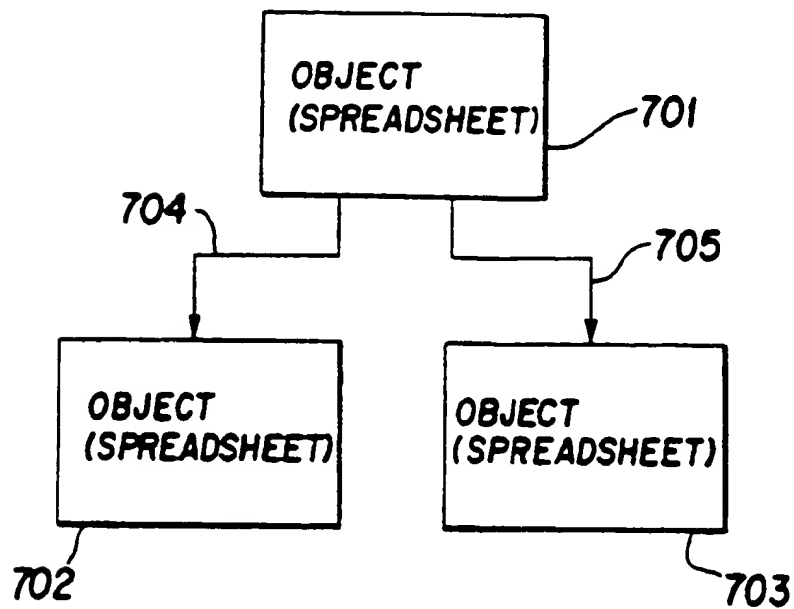 OBJECT
(SPREADSHEET)
701
704
705
OBJECT
(SPREADSHEET)
OBJECT
(SPREADSHEET)
702
703